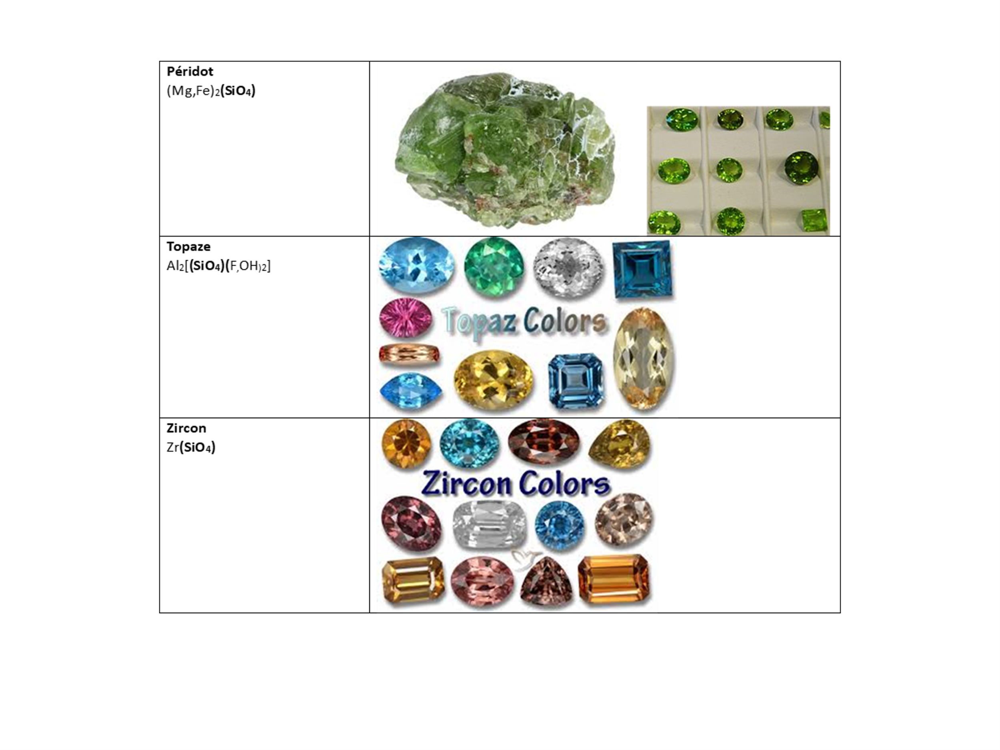 Péridot
(Mg,Fe)₂(SiO₄)
Topaze
Al₂[(SiO₄)(F,OH)₂]
Topaz Colors
Zircon
Zr(SiO₄)
Zircon Colors